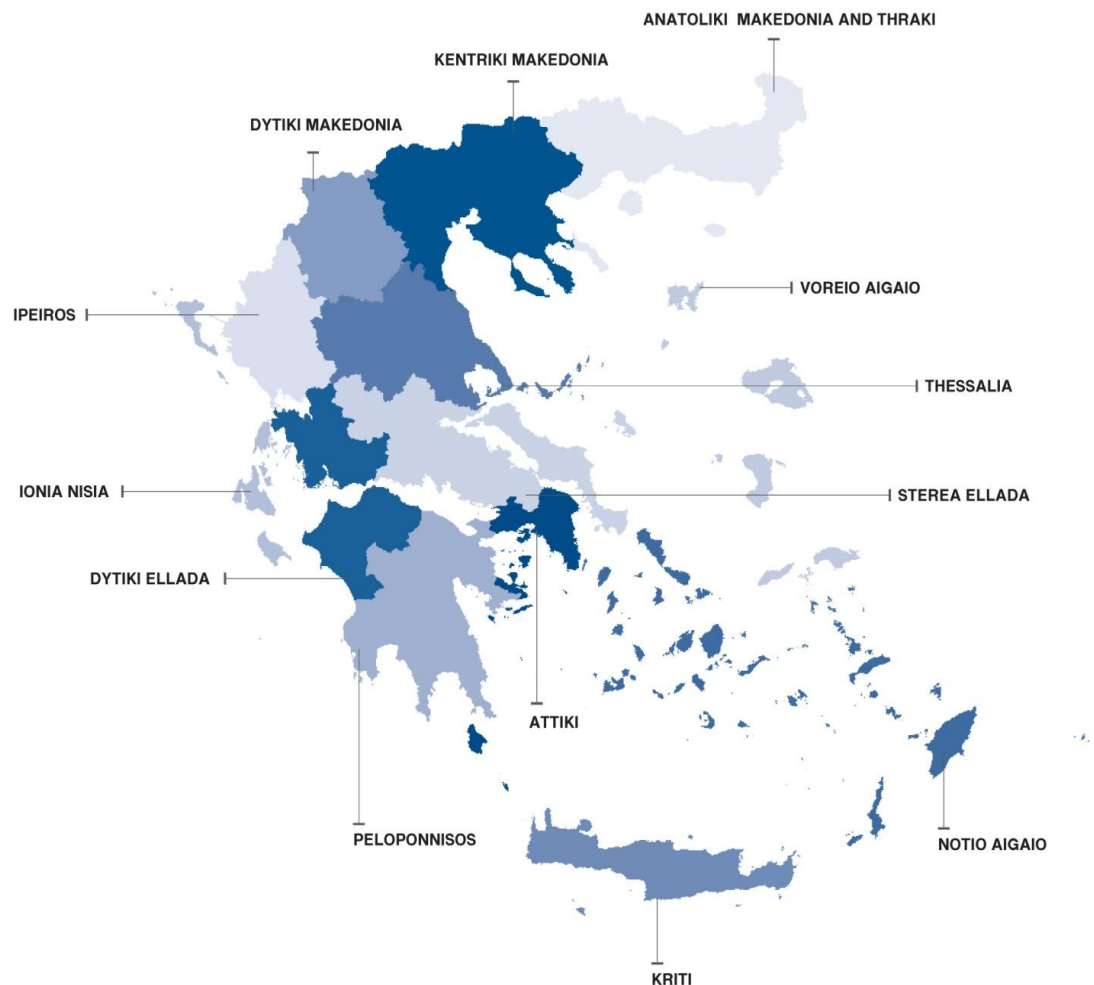 ANATOLIKI MAKEDONIA AND THRAKI
KENTRIKI MAKEDONIA
DYTIKI MAKEDONIA
VOREIO AIGAIO
IPEIROS
THESSALIA
IONIA NISIA
STEREA ELLADA
DYTIKI ELLADA
ATTIKI
PELOPONNISOS
NOTIO AIGAIO
KRITI